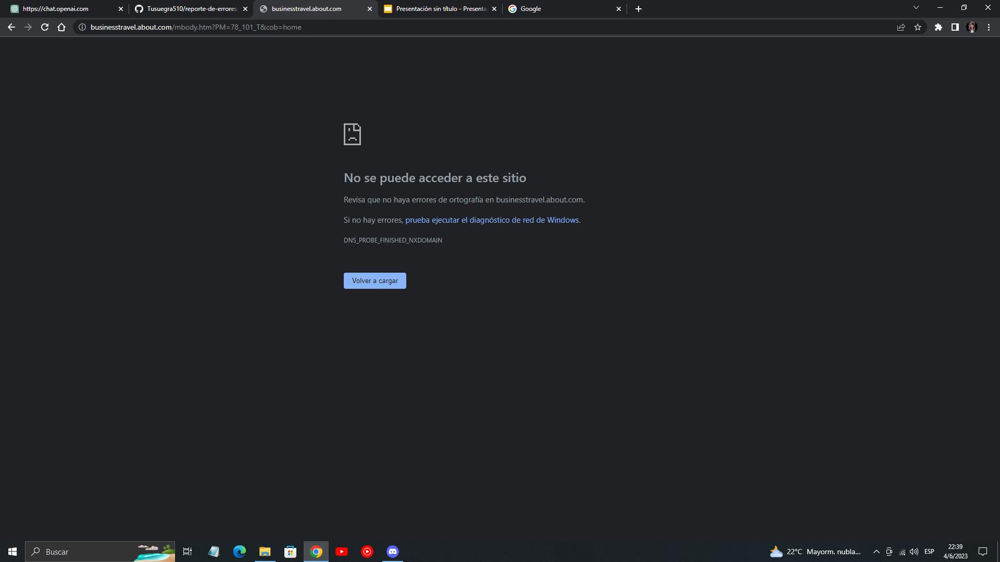 https://chat.openai.com
Tusuegra510/reporte-de-errores-
businesstravel.about.com
Presentación sin título - Presenta
Google
businesstravel.about.com/mbody.htm?PM=78_101_T&cob=home
No se puede acceder a este sitio
Revisa que no haya errores de ortografía en businesstravel.about.com.
Si no hay errores, prueba ejecutar el diagnóstico de red de Windows.
DNS_PROBE_FINISHED_NXDOMAIN
Volver a cargar
Buscar
22°C Mayorm. nubla...
ESP
22:39
4/6/2023